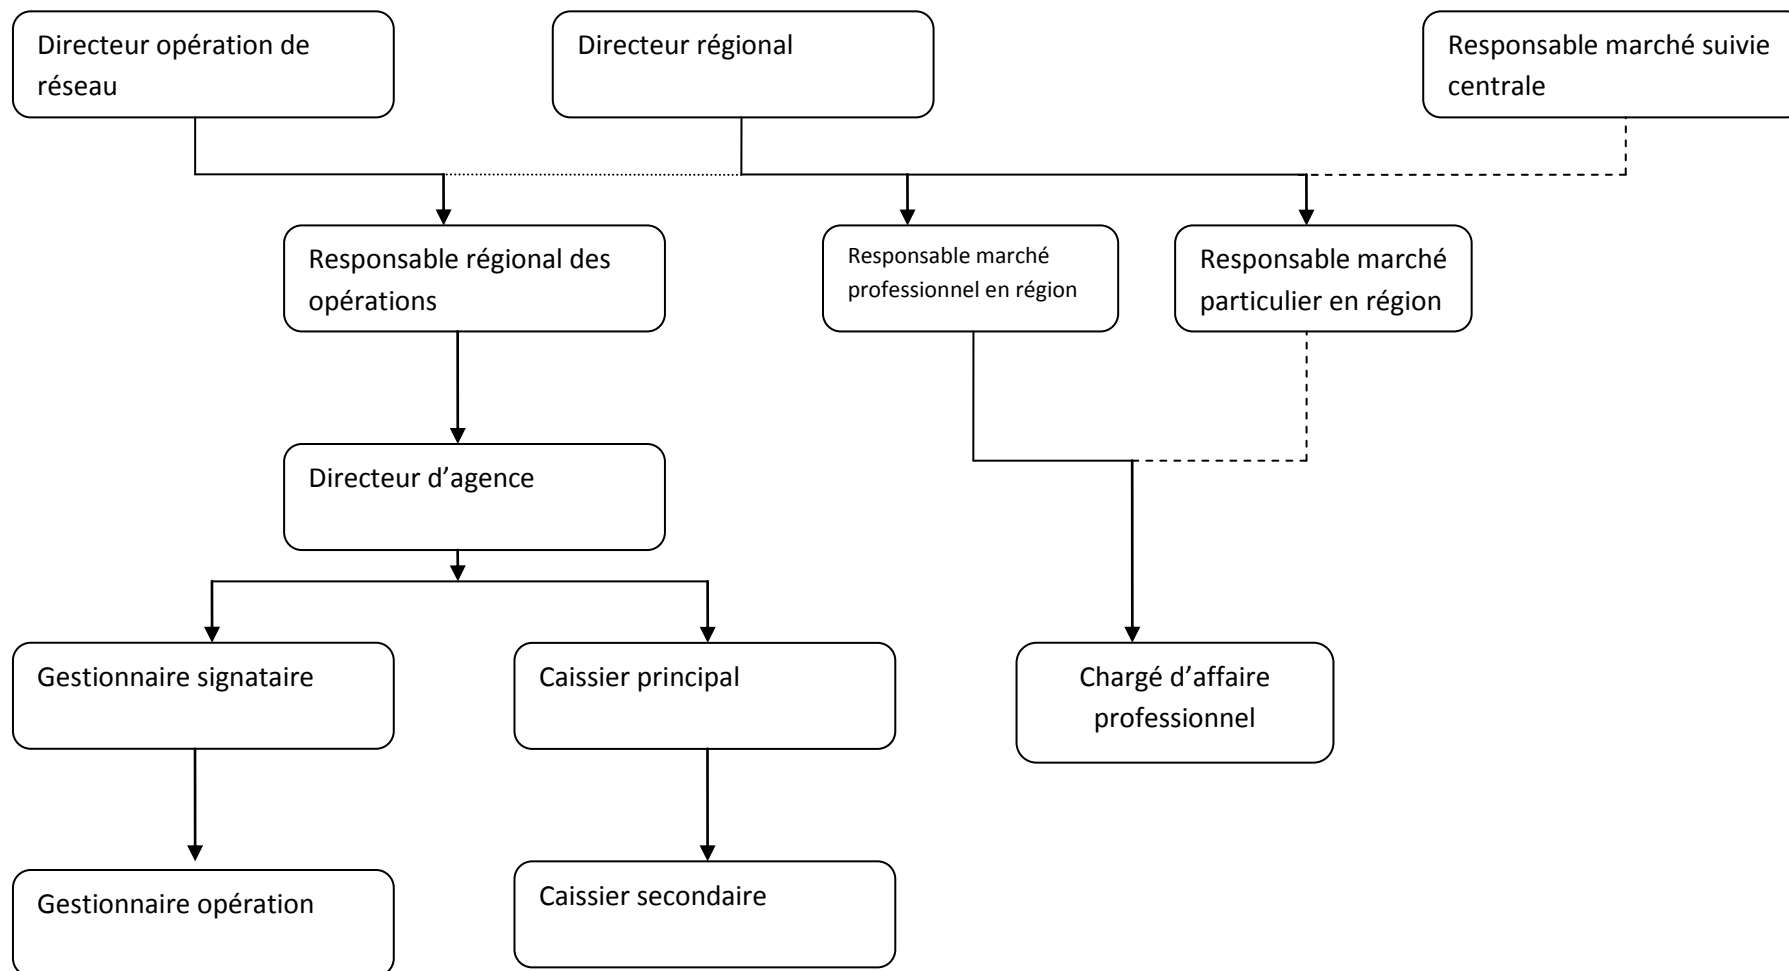 Directeur opération de
réseau
Directeur régional
Responsable marché suivie
centrale
Responsable régional des
opérations
Responsable marché
professionnel en région
Responsable marché
particulier en région
Directeur d’agence
Gestionnaire signataire
Caissier principal
Chargé d’affaire
professionnel
Gestionnaire opération
Caissier secondaire